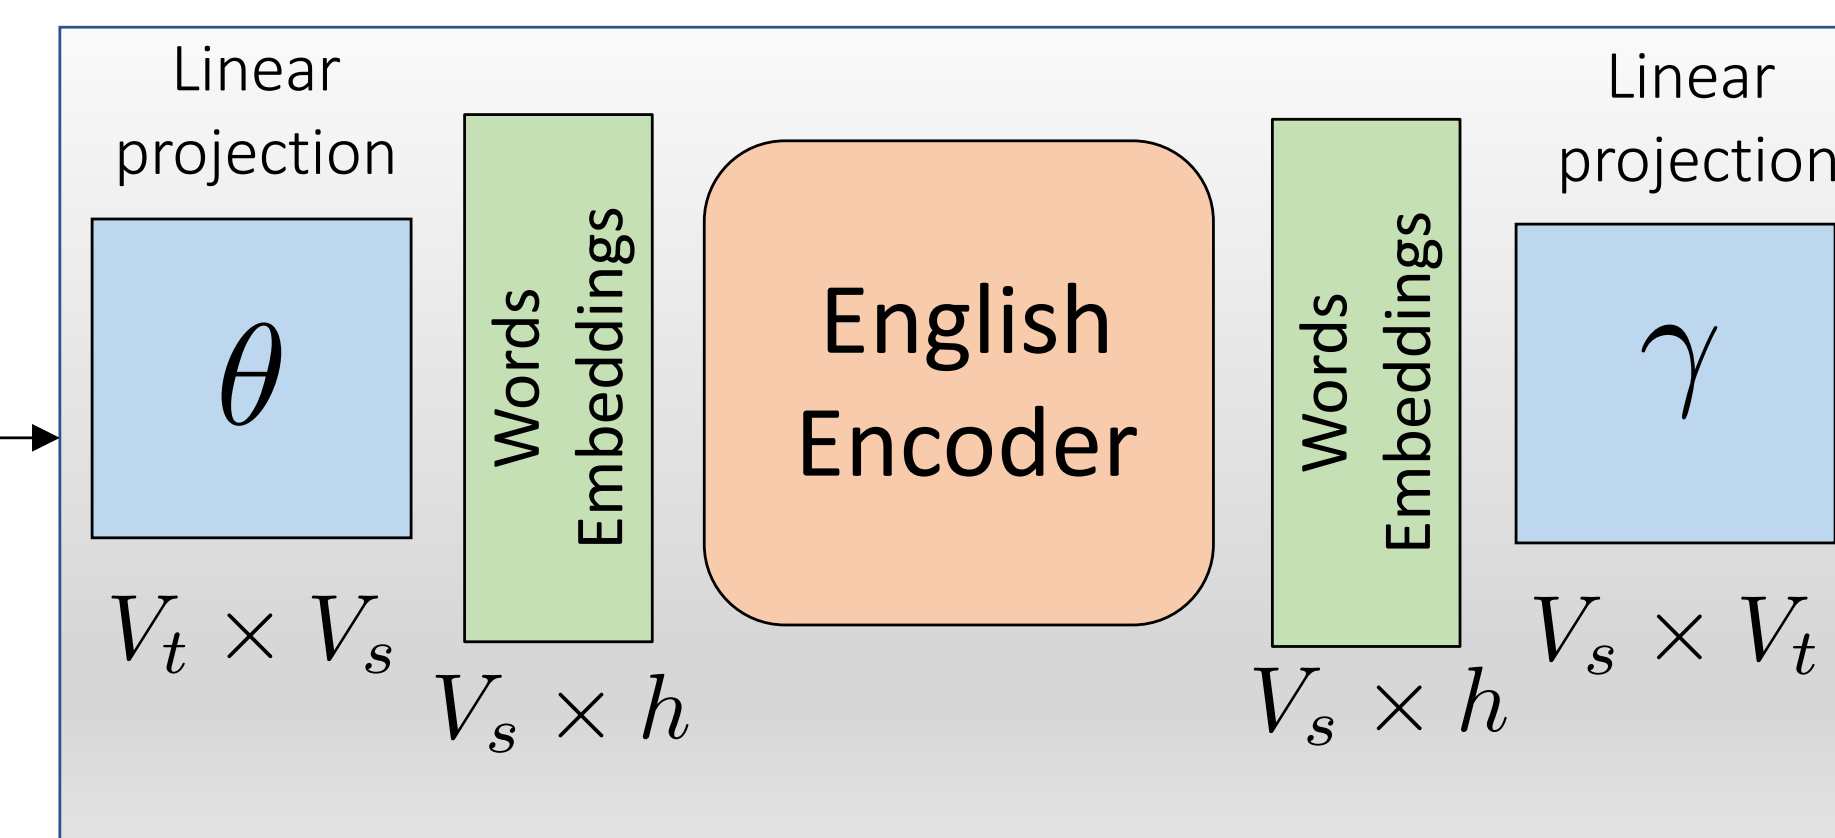 Linear
projection
θ
V_t × V_s
Words
Embeddings
V_s × h
English
Encoder
Words
Embeddings
V_s × h
Linear
projection
γ
V_s × V_t